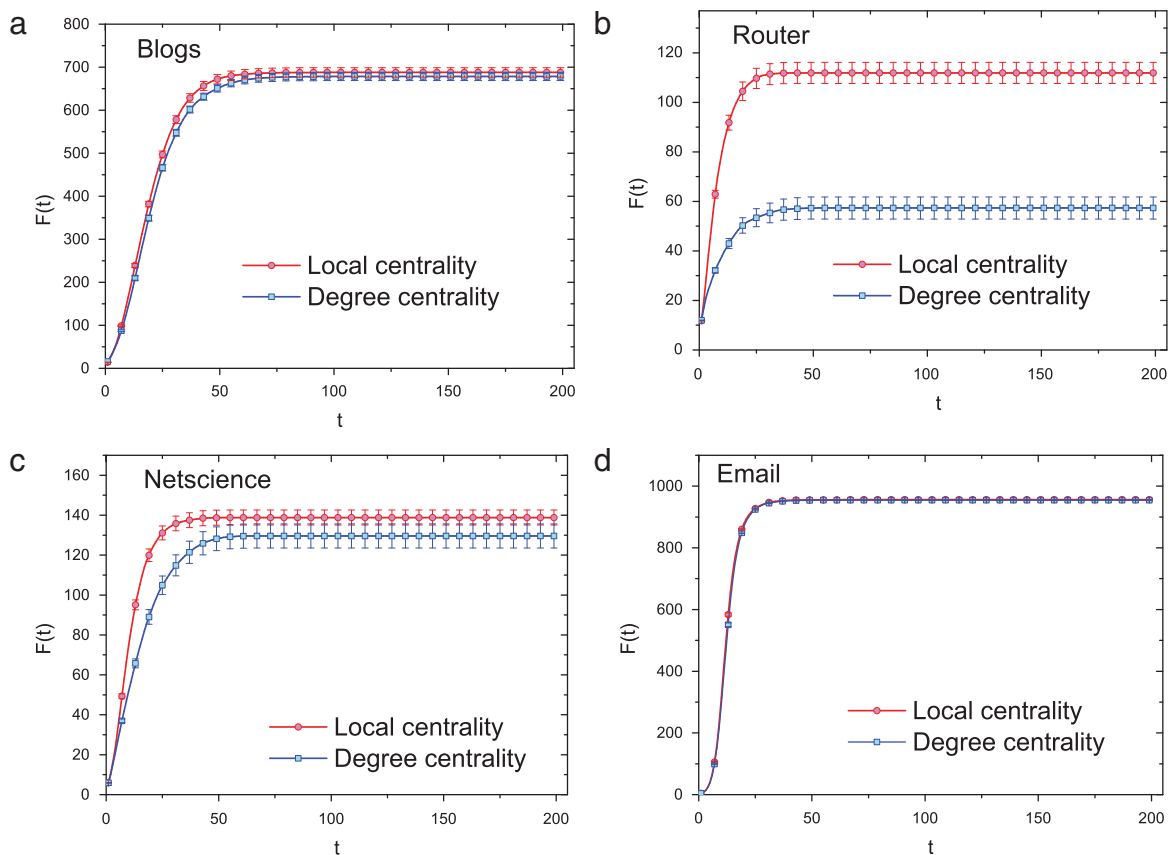 a
Blogs
800
700
600
500
400
300
200
100
0
F(t)
0 50 100 150 200
t
Local centrality
Degree centrality
b
Router
120
100
80
60
40
20
0
F(t)
0 50 100 150 200
t
Local centrality
Degree centrality
c
Netscience
160
140
120
100
80
60
40
20
0
F(t)
0 50 100 150 200
t
Local centrality
Degree centrality
d
Email
1000
800
600
400
200
0
F(t)
0 50 100 150 200
t
Local centrality
Degree centrality